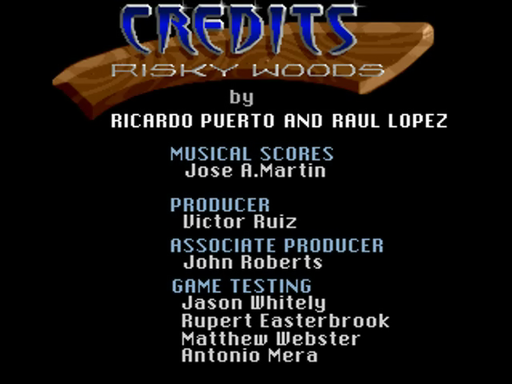 CREDITS
RISKY WOODS
by
RICARDO PUERTO AND RAUL LOPEZ
MUSICAL SCORES
Jose A.Martin
PRODUCER
Victor Ruiz
ASSOCIATE PRODUCER
John Roberts
GAME TESTING
Jason Whitely
Rupert Easterbrook
Matthew Webster
Antonio Mera